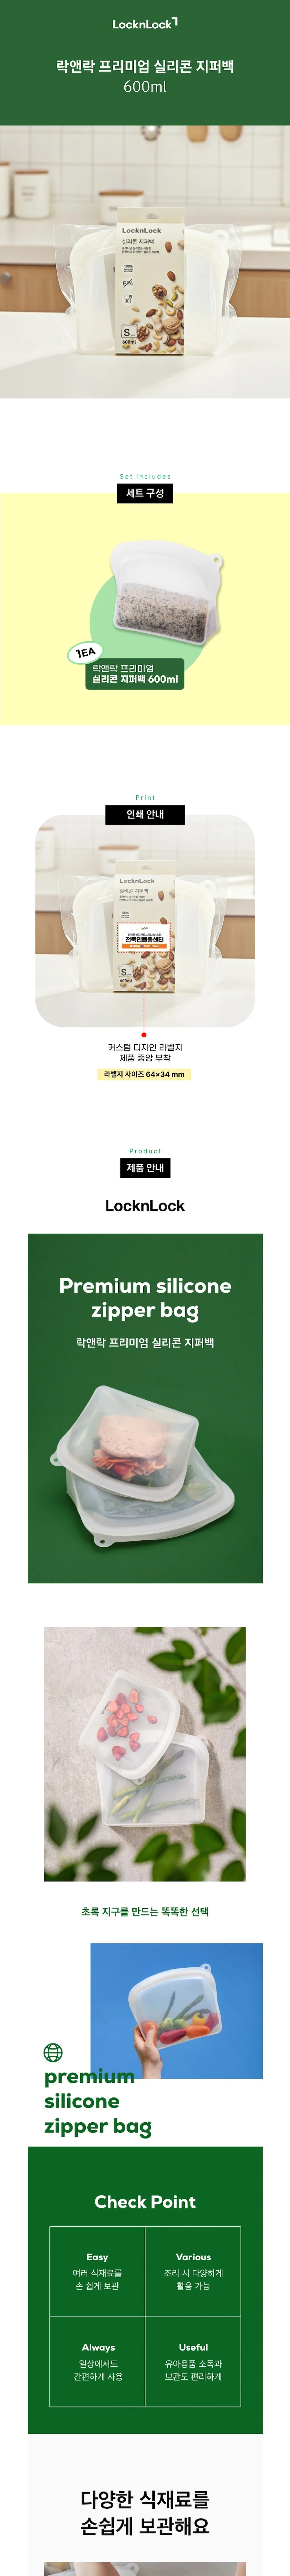 LocknLock
락앤락 프리미엄 실리콘 지퍼백
600ml
LocknLock
실리콘 지퍼백
100%
BPA
S
600ml
Set includes
세트 구성
1EA
락앤락 프리미엄
실리콘 지퍼백 600ml
Print
인쇄 안내
LocknLock
실리콘 지퍼백
100%
전북인돌봄센터
S
600ml
커스텀 디자인 라벨지
제품 중앙 부착
라벨지 사이즈 64×34 mm
Product
제품 안내
LocknLock
Premium silicone
zipper bag
락앤락 프리미엄 실리콘 지퍼백
초록 지구를 만드는 똑똑한 선택
premium
silicone
zipper bag
Check Point
Easy
여러 식재료를
손 쉽게 보관
Various
조리 시 다양하게
활용 가능
Always
일상에서도
간편하게 사용
Useful
유아용품 소독과
보관도 편리하게
다양한 식재료를
손쉽게 보관해요